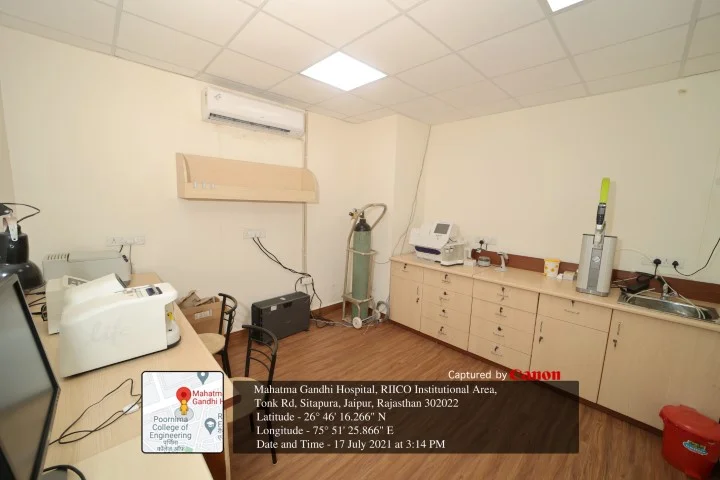 Captured by Canon
Mahatma Gandhi Hospital, RIICO Institutional Area,
Tonk Rd, Sitapura, Jaipur, Rajasthan 302022
Latitude - 26° 46' 16.266" N
Longitude - 75° 51' 25.866" E
Date and Time - 17 July 2021 at 3:14 PM
Mahatm
Gandhi H
Poornima
College of
Engineering